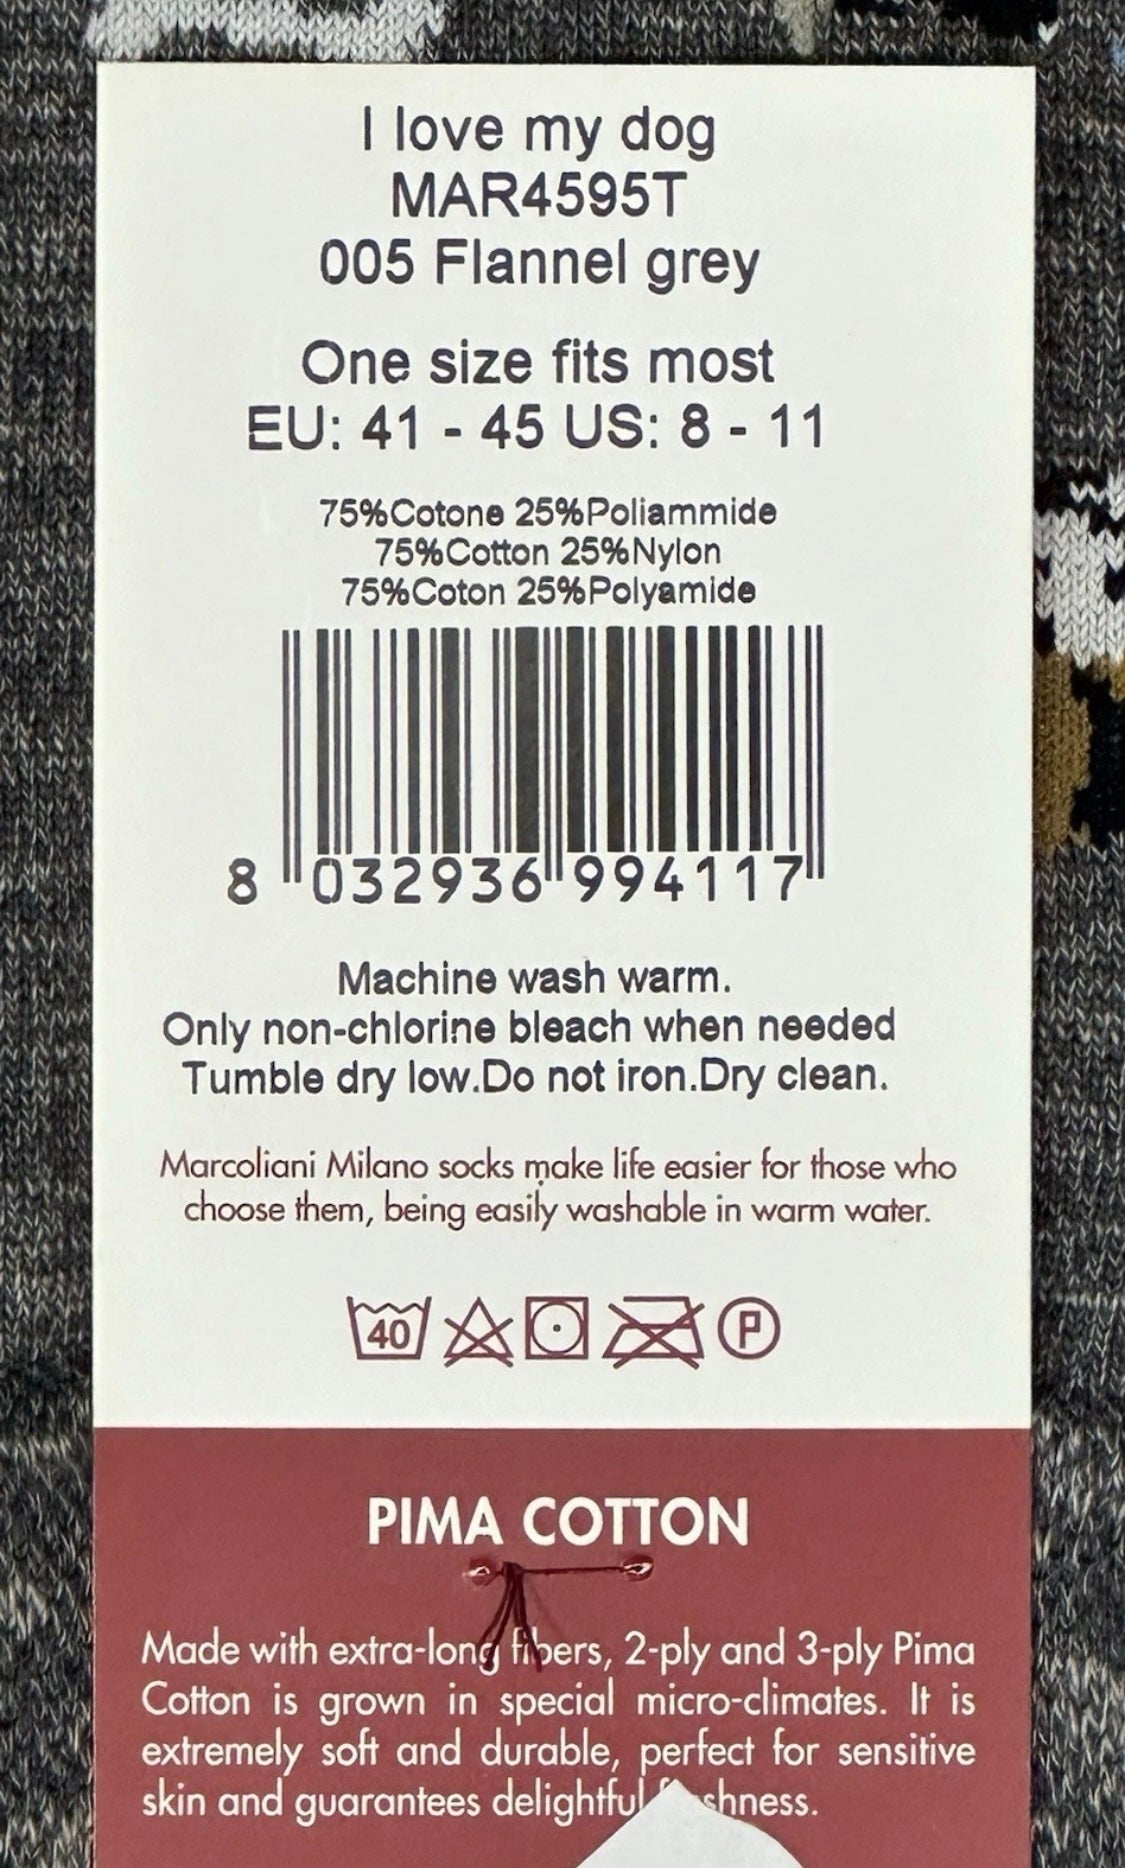 I love my dog
MAR4595T
005 Flannel grey
One size fits most
EU: 41 - 45 US: 8 - 11
75%Cotone 25%Poliammide
75%Cotton 25%Nylon
75%Coton 25%Polyamide
8 032936 994117
Machine wash warm.
Only non-chlorine bleach when needed
Tumble dry low.Do not iron.Dry clean.
Marcoliani Milano socks make life easier for those who
choose them, being easily washable in warm water.
40 P
PIMA COTTON
Made with extra-long fibers, 2-ply and 3-ply Pima
Cotton is grown in special micro-climates. It is
extremely soft and durable, perfect for sensitive
skin and guarantees delightful